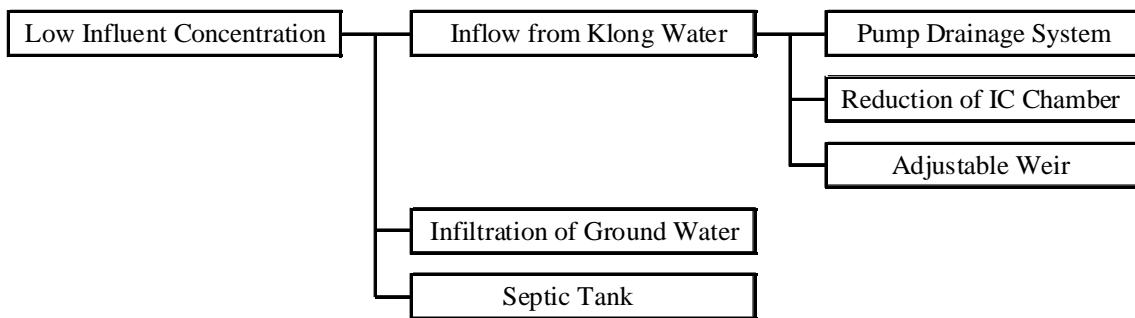 Low Influent Concentration
Inflow from Klong Water
Pump Drainage System
Reduction of IC Chamber
Adjustable Weir
Infiltration of Ground Water
Septic Tank